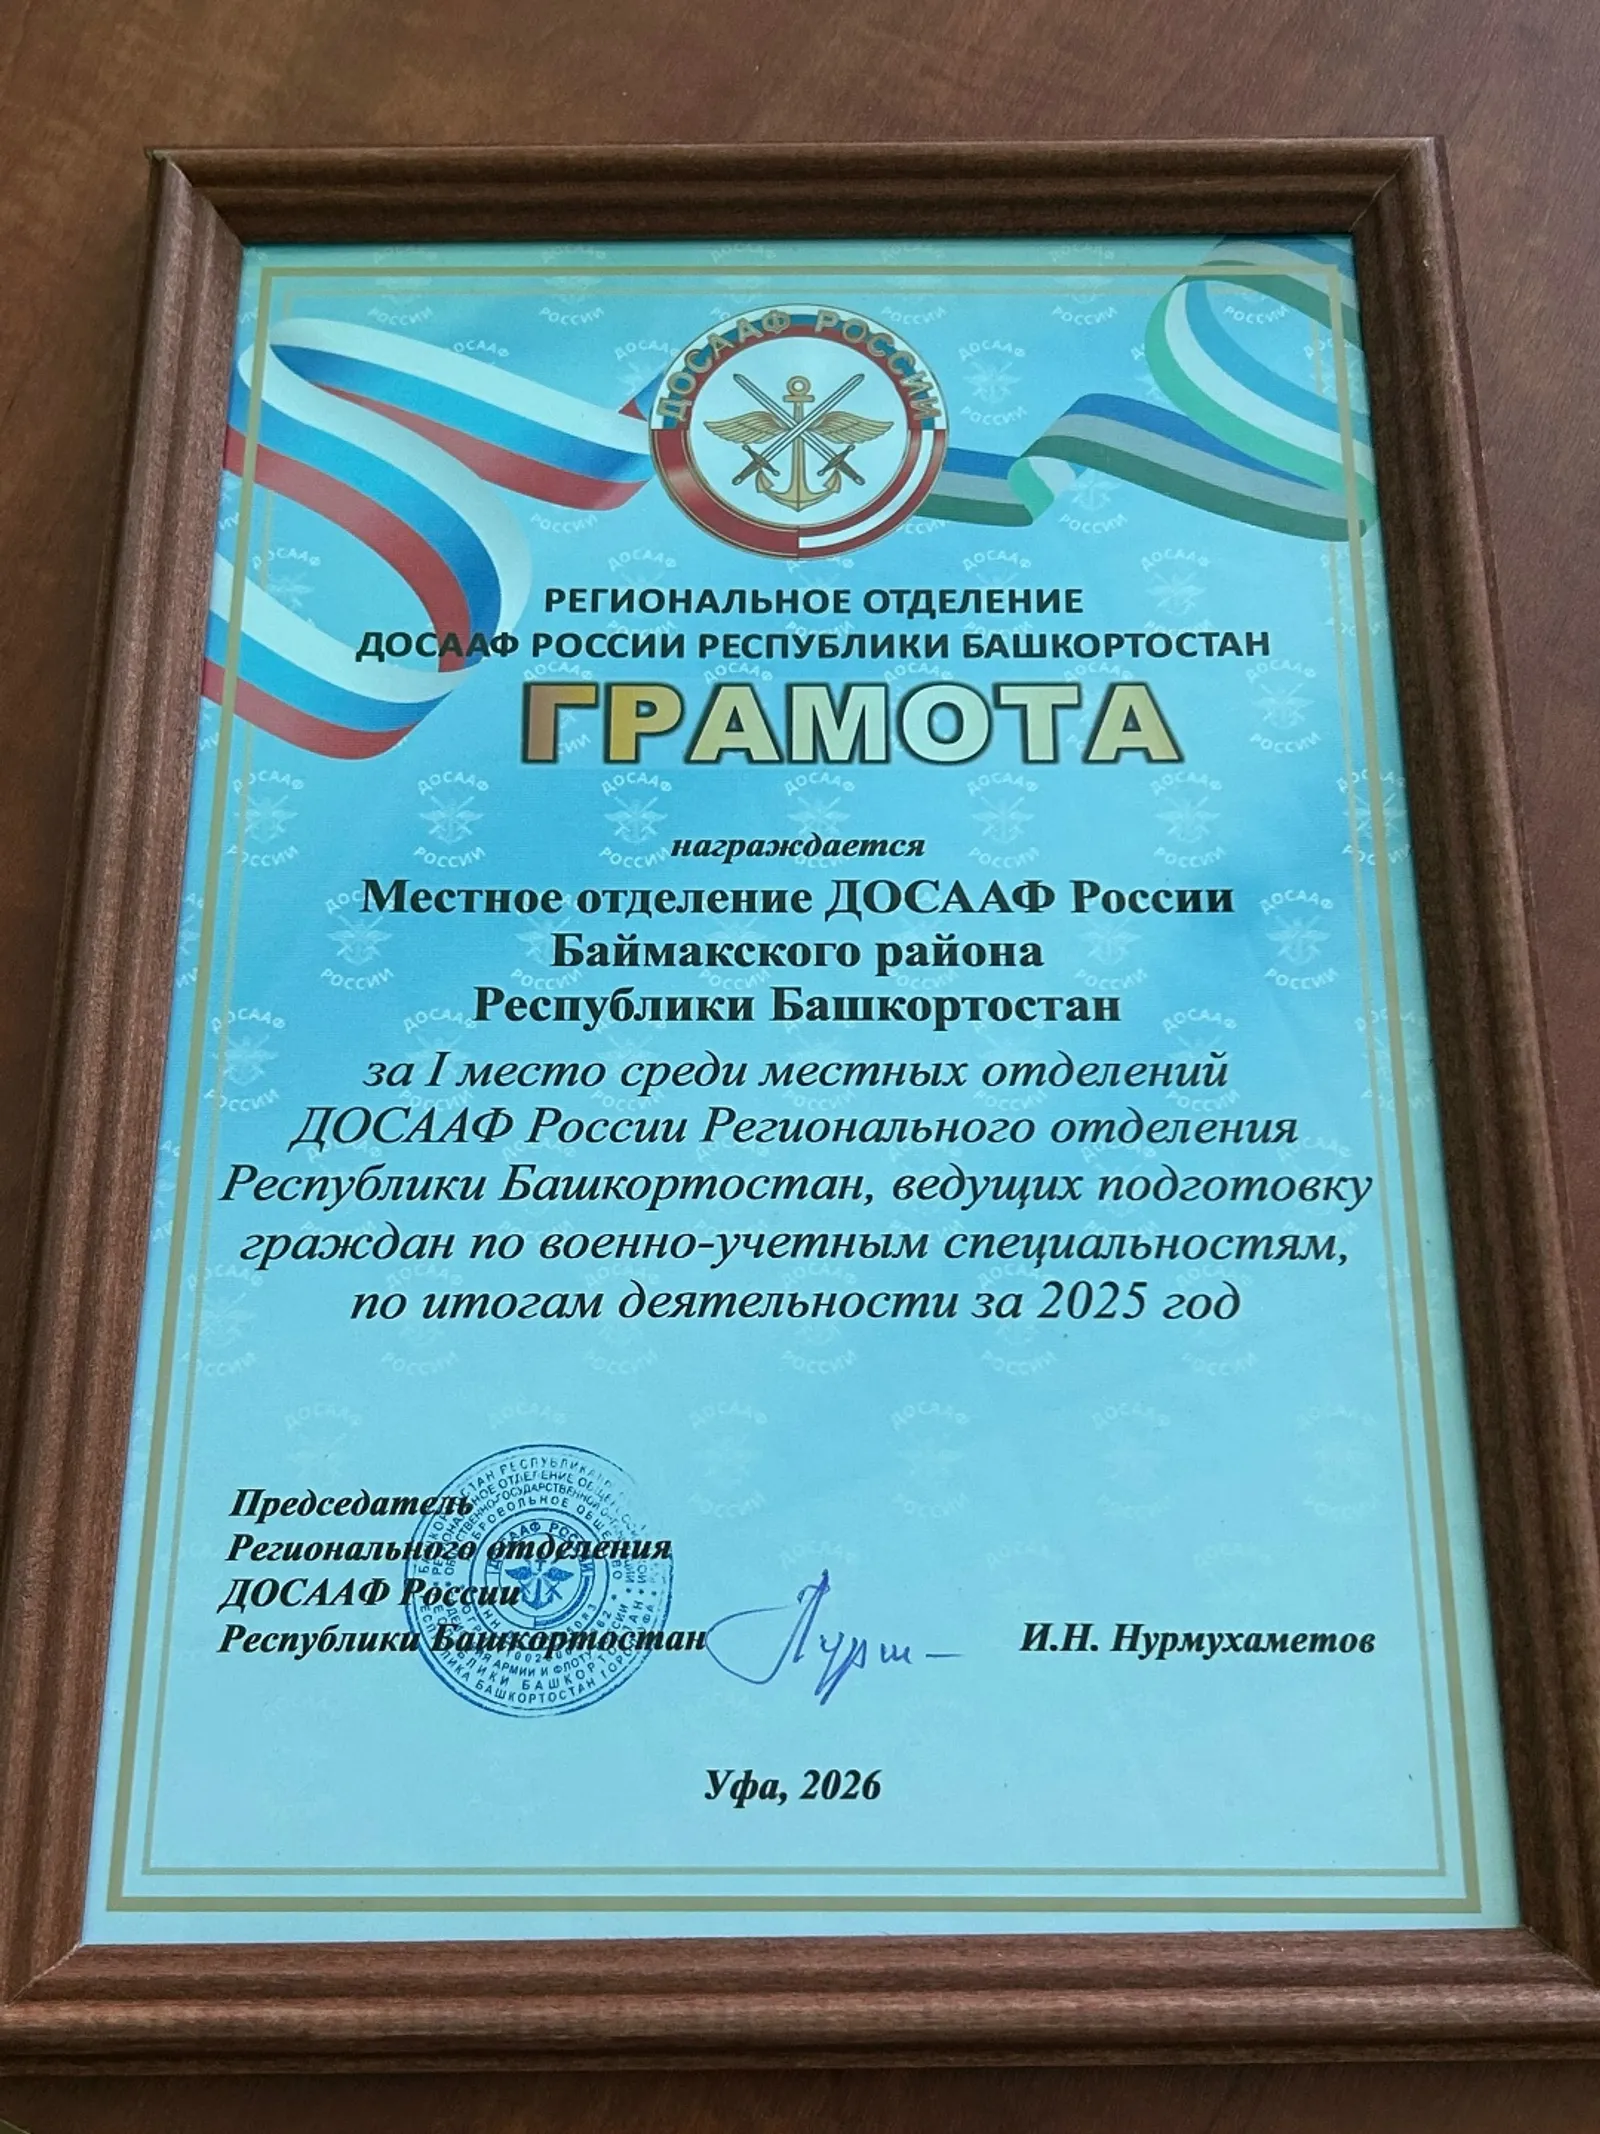 ДОСААФ РОССИИ
РЕГИОНАЛЬНОЕ ОТДЕЛЕНИЕ
ДОСААФ РОССИИ РЕСПУБЛИКИ БАШКОРТОСТАН
ГРАМОТА
награждается
Местное отделение ДОСААФ России
Баймакского района
Республики Башкортостан
за I место среди местных отделений
ДОСААФ России Регионального отделения
Республики Башкортостан, ведущих подготовку
граждан по военно-учетным специальностям,
по итогам деятельности за 2025 год
Председатель
Регионального отделения
ДОСААФ России
Республики Башкортостан
И.Н. Нурмухаметов
Уфа, 2026